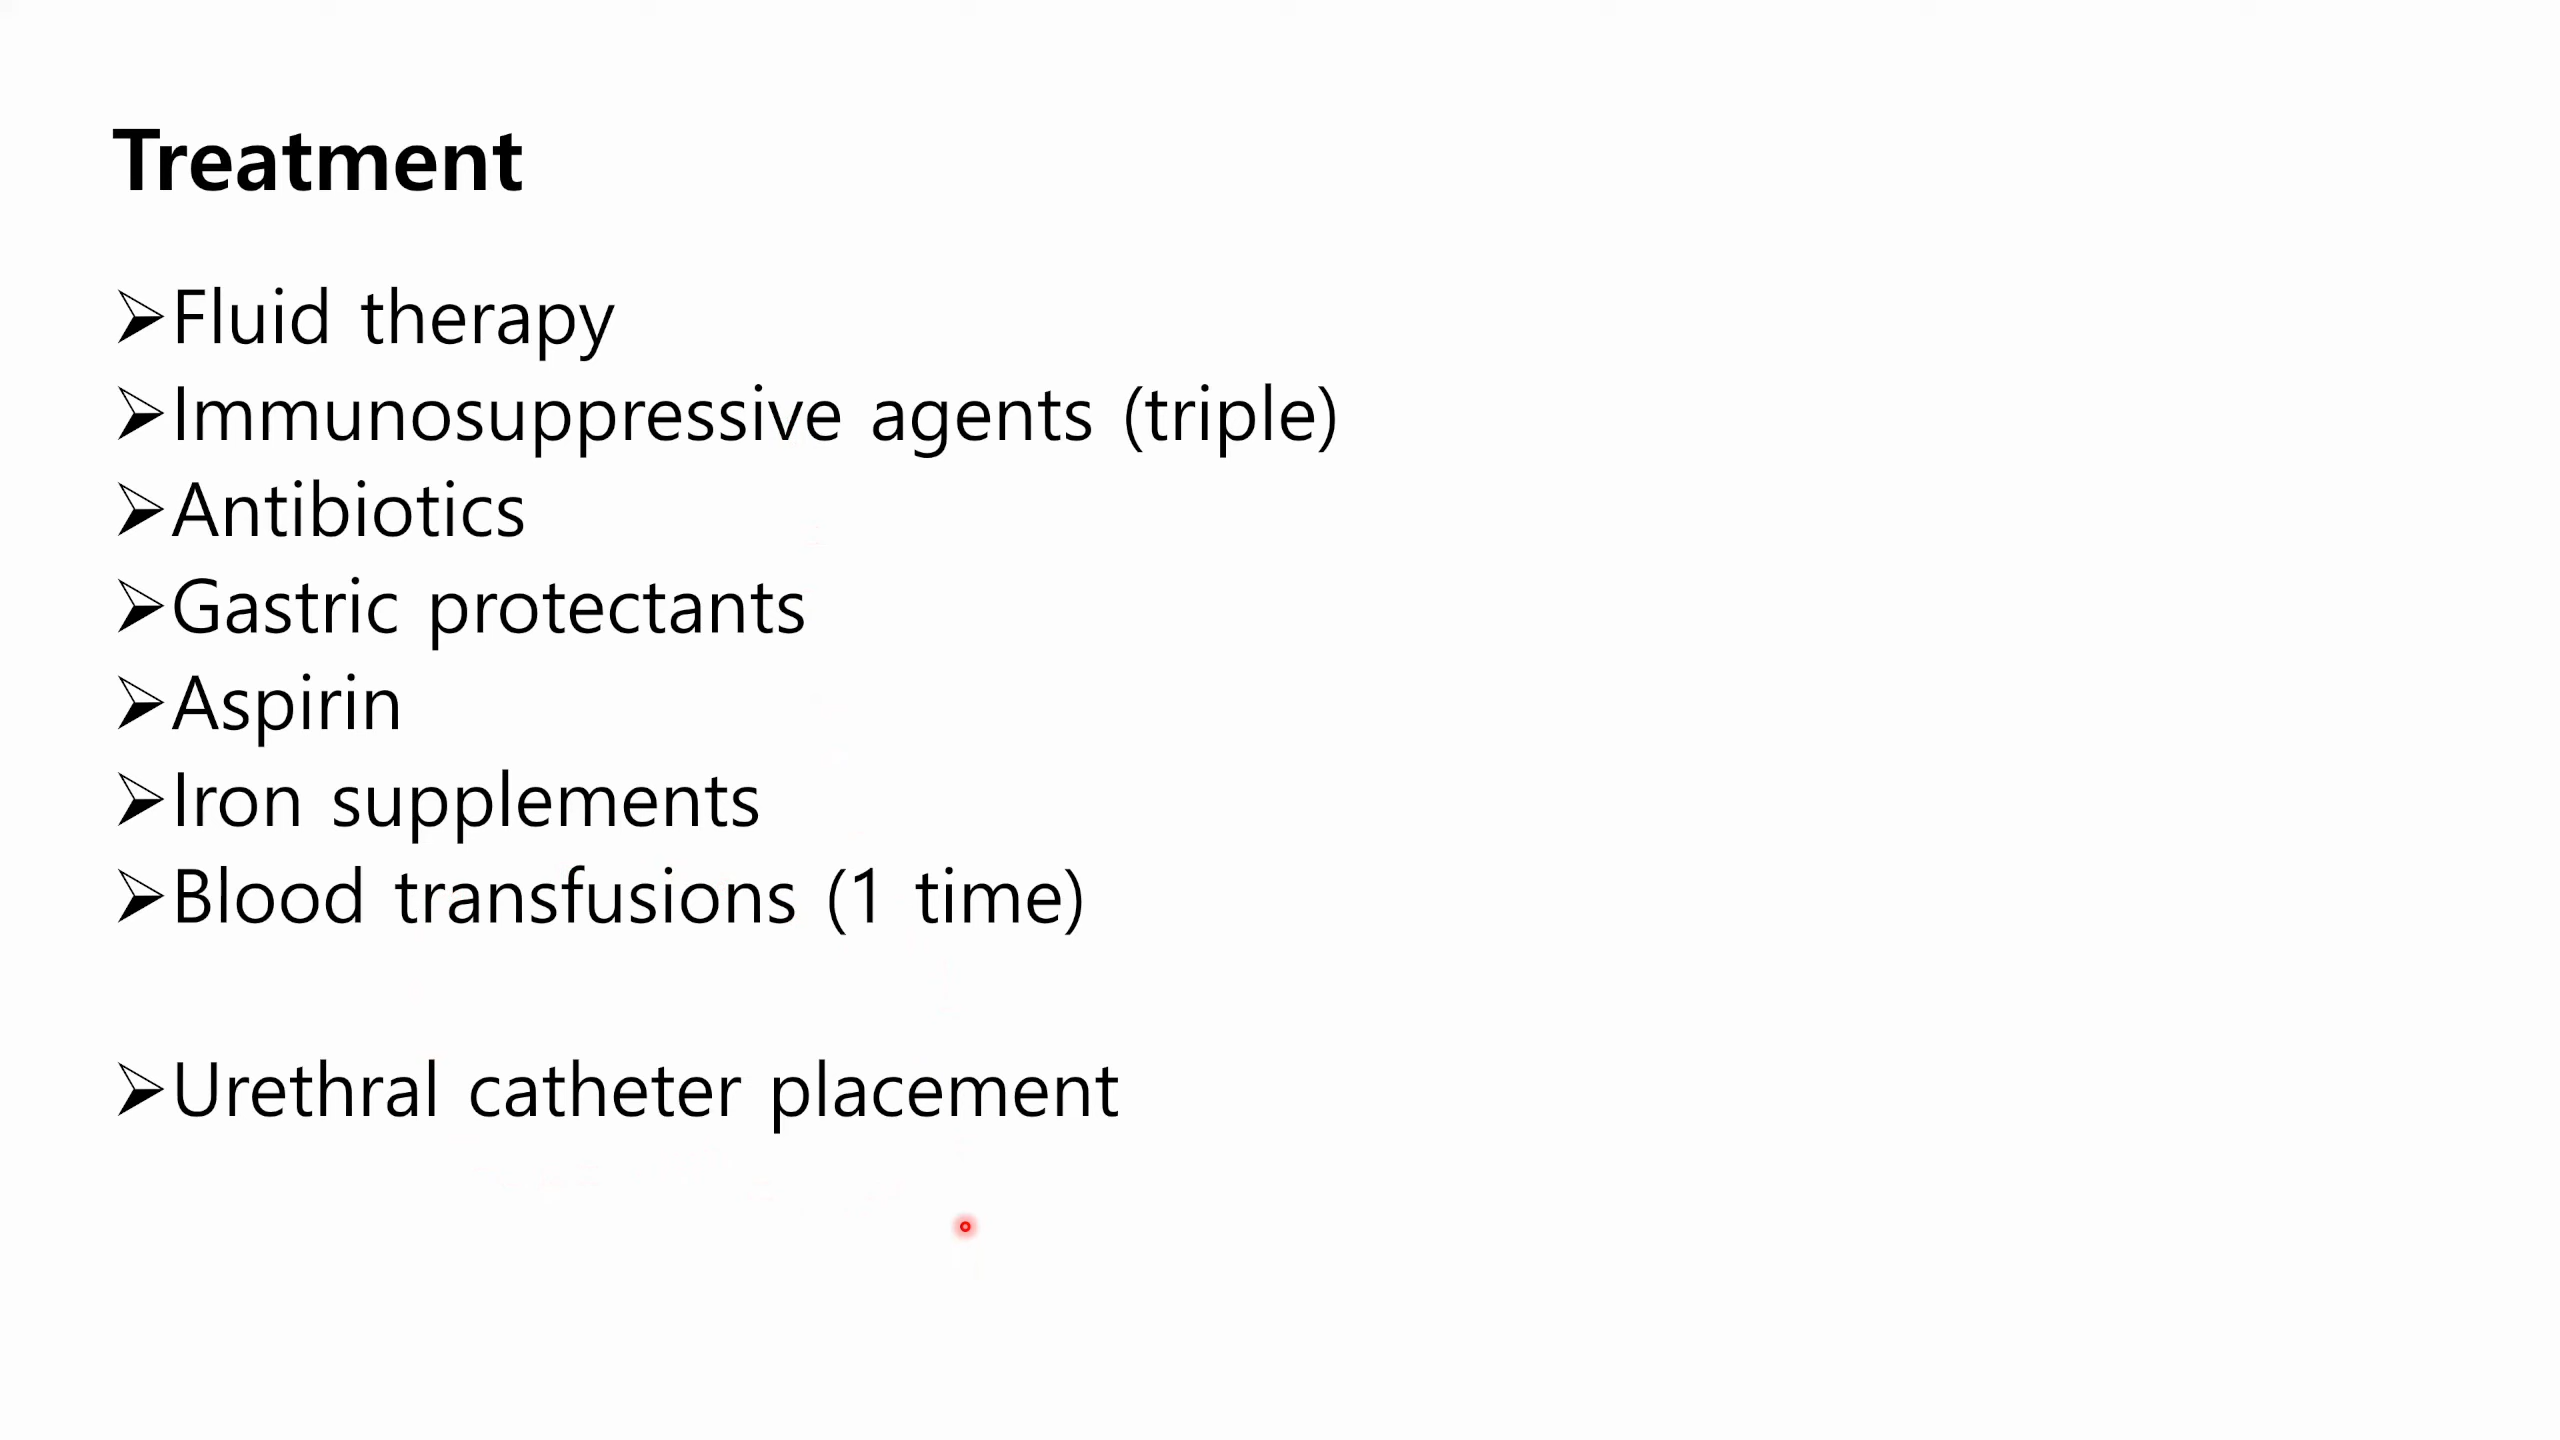 Treatment
➢Fluid therapy
➢Immunosuppressive agents (triple)
➢Antibiotics
➢Gastric protectants
➢Aspirin
➢Iron supplements
➢Blood transfusions (1 time)
➢Urethral catheter placement